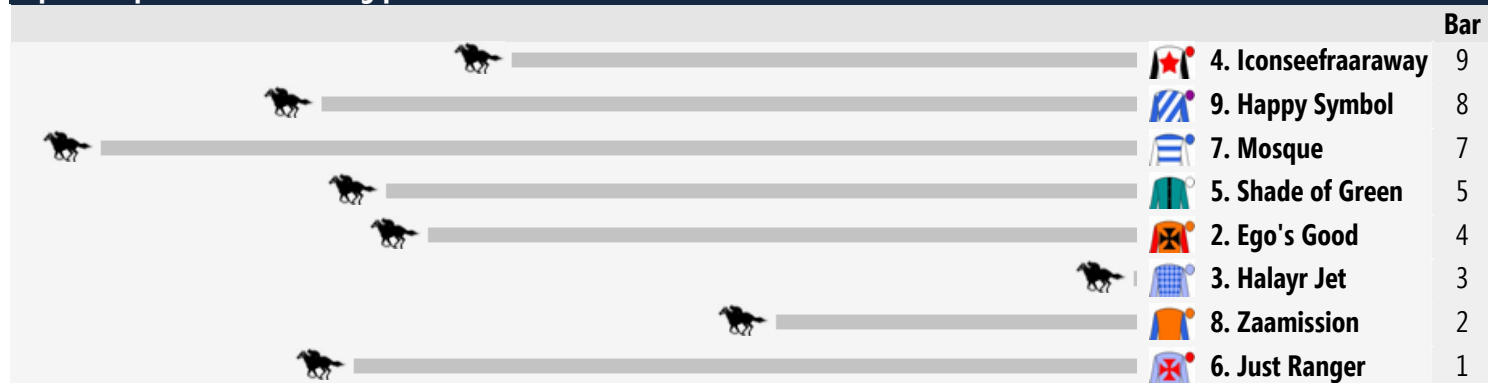 Bar
4. Iconseefraaraway 9
9. Happy Symbol 8
7. Mosque 7
5. Shade of Green 5
2. Ego's Good 4
3. Halayr Jet 3
8. Zaamission 2
6. Just Ranger 1